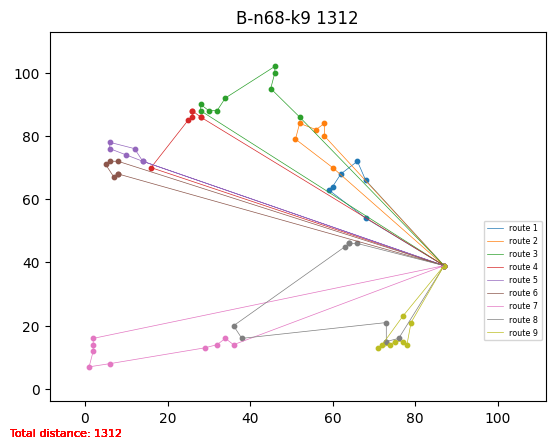 B-n68-k9 1312
100
80
60
40
20
0
0 20 40 60 80 100
route 1
route 2
route 3
route 4
route 5
route 6
route 7
route 8
route 9
Total distance: 1312